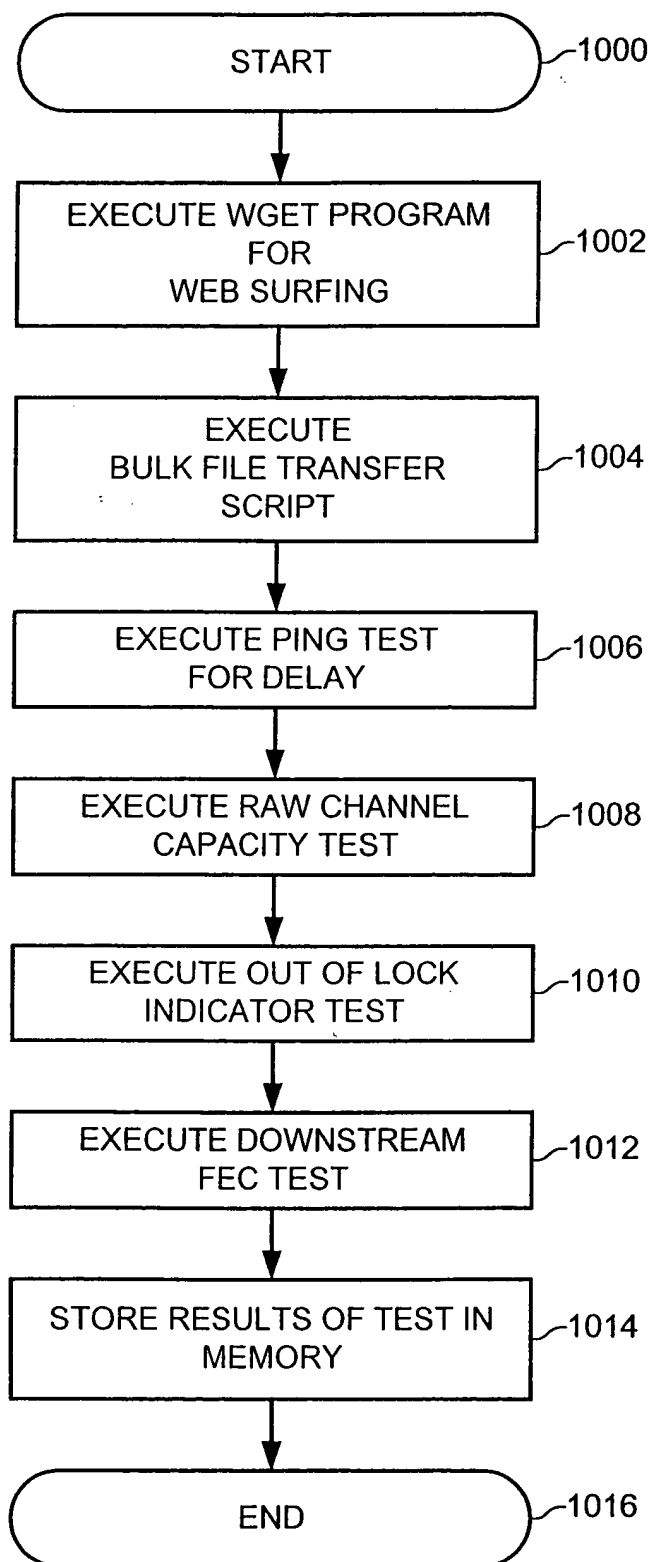 START
1000
EXECUTE WGET PROGRAM
FOR
WEB SURFING
1002
EXECUTE
BULK FILE TRANSFER
SCRIPT
1004
EXECUTE PING TEST
FOR DELAY
1006
EXECUTE RAW CHANNEL
CAPACITY TEST
1008
EXECUTE OUT OF LOCK
INDICATOR TEST
1010
EXECUTE DOWNSTREAM
FEC TEST
1012
STORE RESULTS OF TEST IN
MEMORY
1014
END
1016